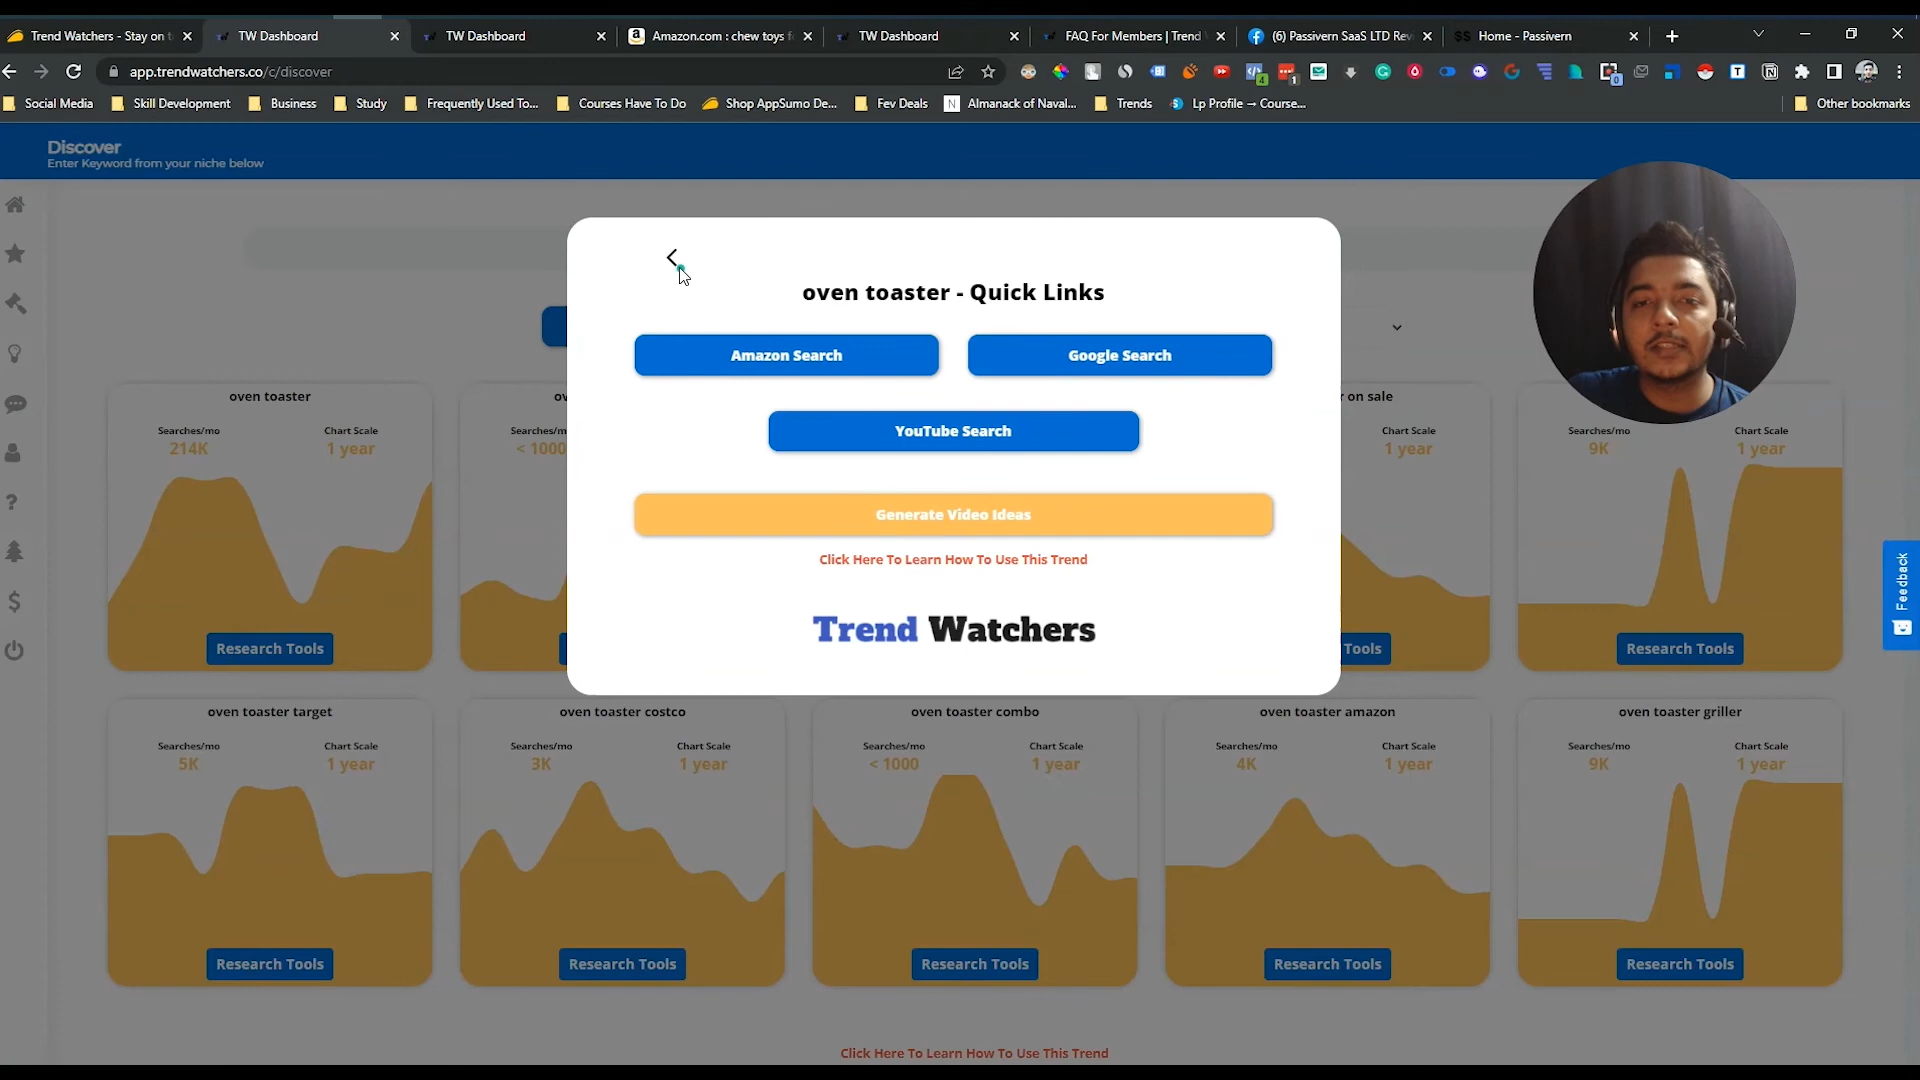 Trend Watchers - Stay on t
TW Dashboard
TW Dashboard
Amazon.com : chew toys f
TW Dashboard
FAQ For Members | Trend
(6) Passivern SaaS LTD Rev
Home - Passivern
app.trendwatchers.co/c/discover
Social Media
Skill Development
Business
Study
Frequently Used To...
Courses Have To Do
Shop AppSumo De...
Fev Deals
Almanack of Naval...
Trends
Lp Profile → Course...
Other bookmarks
Discover
Enter Keyword from your niche below
oven toaster - Quick Links
Amazon Search
Google Search
YouTube Search
Generate Video Ideas
Click Here To Learn How To Use This Trend
Trend Watchers
oven toaster
Searches/mo
Chart Scale
214K
1 year
Research Tools
Searches/m
< 1000
on sale
Chart Scale
1 year
Tools
Searches/mo
Chart Scale
9K
1 year
Research Tools
oven toaster target
Searches/mo
Chart Scale
5K
1 year
Research Tools
oven toaster costco
Searches/mo
Chart Scale
3K
1 year
Research Tools
oven toaster combo
Searches/mo
Chart Scale
< 1000
1 year
Research Tools
oven toaster amazon
Searches/mo
Chart Scale
4K
1 year
Research Tools
oven toaster griller
Searches/mo
Chart Scale
9K
1 year
Research Tools
Feedback
Click Here To Learn How To Use This Trend